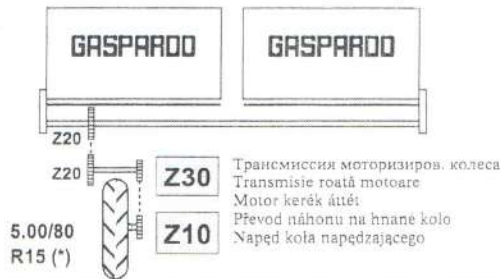 GASPARDO GASPARDO
Z20
Z20
Z30
Z10
5.00/80
R15 (*)
Трансмиссия моторизиров. колеса
Transmisie roată motoare
Motor kerék áttét
Převod náhonu na hnané kolo
Napęd koła napędzającego